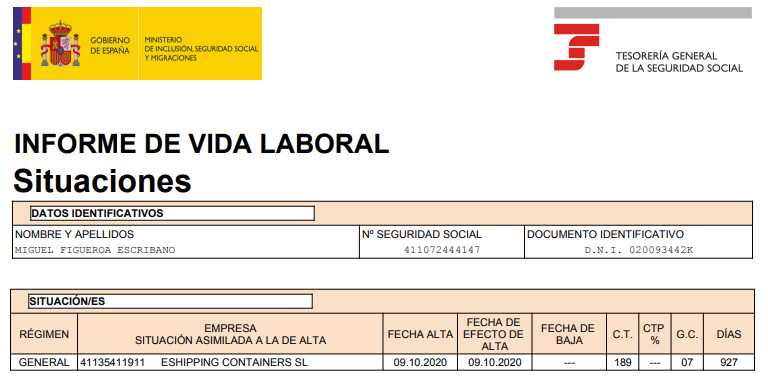 GOBIERNO
DE ESPAÑA
MINISTERIO
DE INCLUSIÓN, SEGURIDAD SOCIAL
Y MIGRACIONES
TESORERÍA GENERAL
DE LA SEGURIDAD SOCIAL
INFORME DE VIDA LABORAL
Situaciones
DATOS IDENTIFICATIVOS
NOMBRE Y APELLIDOS Nº SEGURIDAD SOCIAL DOCUMENTO IDENTIFICATIVO
MIGUEL FIGUEROA ESCRIBANO 411072444147 D.N.I. 020093442K
SITUACIÓN/ES
RÉGIMEN EMPRESA SITUACIÓN ASIMILADA A LA DE ALTA FECHA ALTA FECHA DE EFECTO DE ALTA FECHA DE BAJA C.T. CTP % G.C. DÍAS
GENERAL 41135411911 ESHIPPING CONTAINERS SL 09.10.2020 09.10.2020 --- 189 --- 07 927